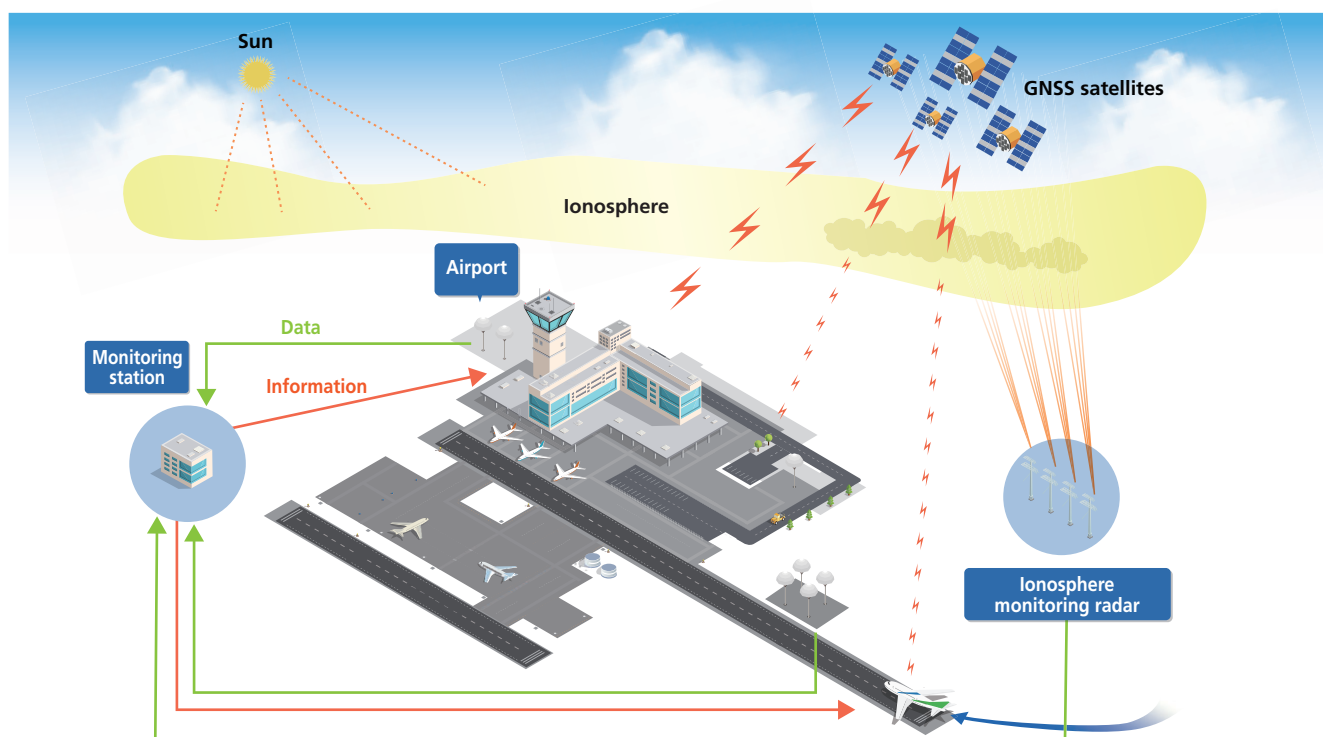 Sun
GNSS satellites
Ionosphere
Airport
Data
Monitoring
station
Information
Ionosphere
monitoring radar